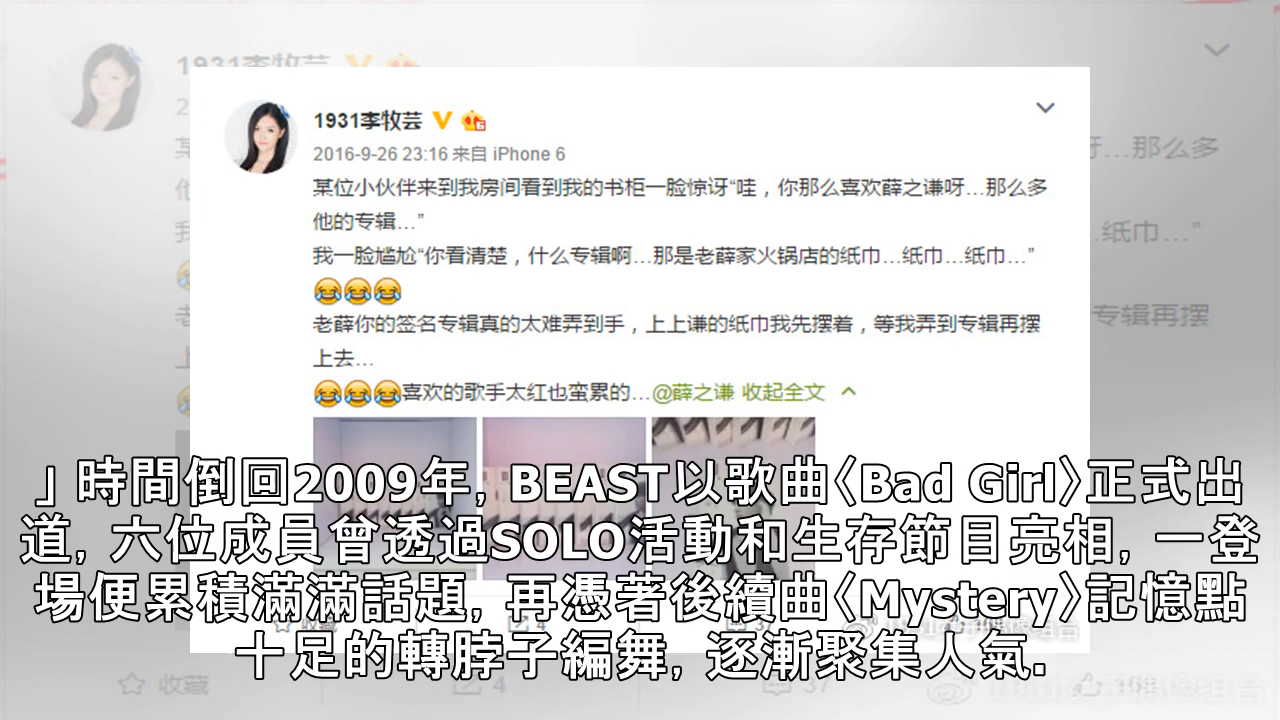 1931李牧芸
2016-9-26 23:16 来自 iPhone 6
某位小伙伴来到我房间看到我的书柜一脸惊讶“哇，你那么喜欢薛之谦呀...那么多
他的专辑...”
我一脸尴尬“你看清楚，什么专辑啊...那是老薛家火锅店的纸巾...纸巾...纸巾...”
😂😂😂
老薛你的签名专辑真的太难弄到手，上上谦的纸巾我先摆着，等我弄到专辑再摆
上去...
😂😂😂喜欢的歌手太红也蛮累的...@薛之谦 收起全文
」時間倒回2009年, BEAST以歌曲〈Bad Girl〉正式出
道, 六位成員曾透過SOLO活動和生存節目亮相, 一登
場便累積滿滿話題, 再憑著後續曲〈Mystery〉記憶點
十足的轉脖子編舞, 逐漸聚集人氣.
收藏 4 37